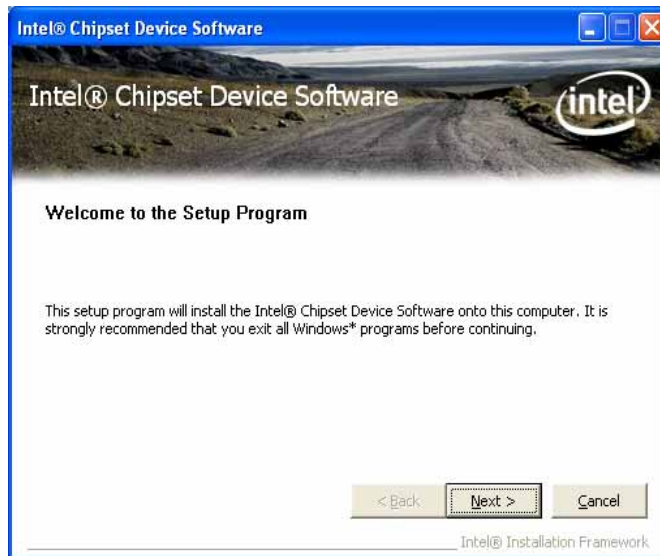 Intel® Chipset Device Software
Intel® Chipset Device Software
intel
Welcome to the Setup Program
This setup program will install the Intel® Chipset Device Software onto this computer. It is
strongly recommended that you exit all Windows* programs before continuing.
< Back Next > Cancel
Intel® Installation Framework